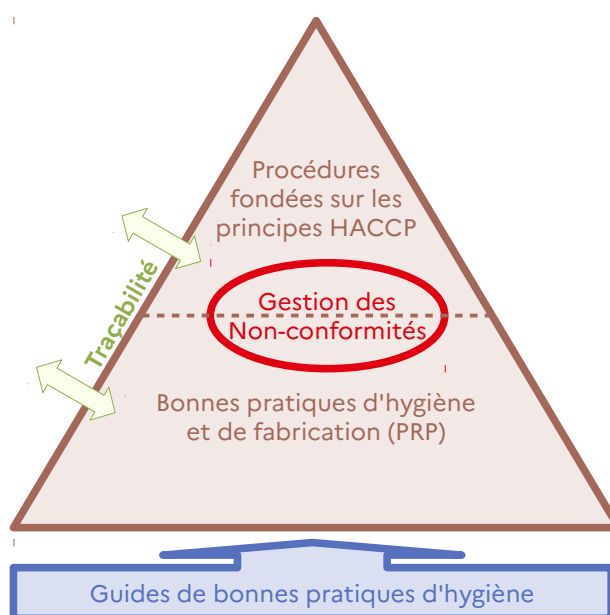 Procédures
fondées sur les
principes HACCP
Traçabilité
Gestion des
Non-conformités
Bonnes pratiques d'hygiène
et de fabrication (PRP)
Guides de bonnes pratiques d'hygiène